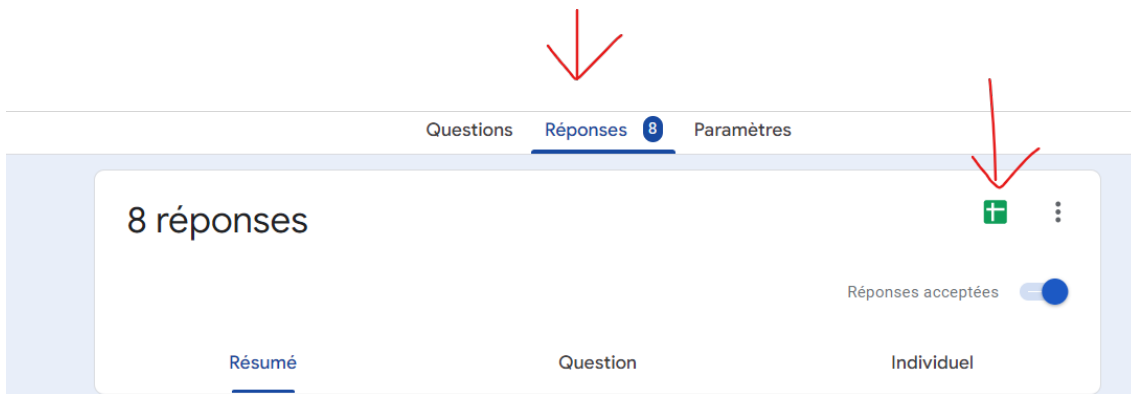 Questions Réponses 8 Paramètres
8 réponses
Réponses acceptées
Résumé Question Individuel